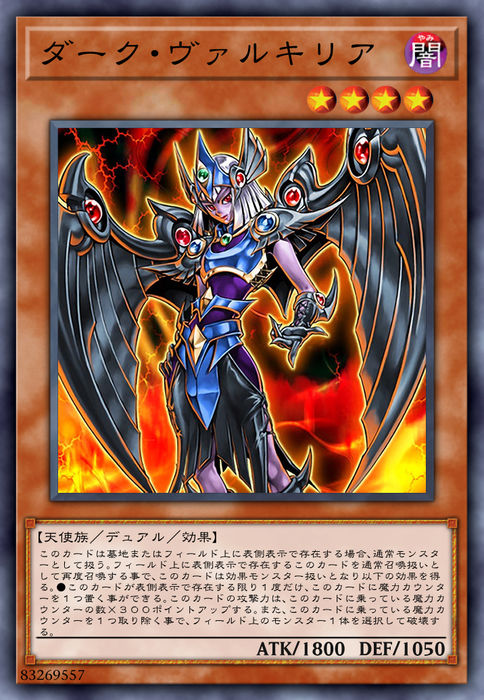 ダーク・ヴァルキリア
やみ
闇
【天使族／デュアル／効果】
このカードは墓地またはフィールド上に表側表示で存在する場合、通常モンスタ
ーとして扱う。フィールド上に表側表示で存在するこのカードを通常召喚扱いと
して再度召喚する事で、このカードは効果モンスター扱いとなり以下の効果を得
る。●このカードが表側表示で存在する限り１度だけ、このカードに魔力カウンタ
ーを１つ置く事ができる。このカードの攻撃力は、このカードに乗っている魔力カ
ウンターの数×３００ポイントアップする。また、このカードに乗っている魔力カ
ウンターを１つ取り除く事で、フィールド上のモンスター１体を選択して破壊す
る。
ATK/1800 DEF/1050
83269557